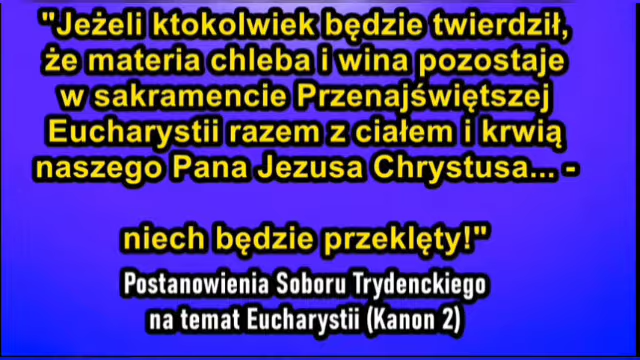 "Jeżeli ktokolwiek będzie twierdził,
że materia chleba i wina pozostaje
w sakramencie Przenajświętszej
Eucharystii razem z ciałem i krwią
naszego Pana Jezusa Chrystusa... -
niech będzie przeklęty!"
Postanowienia Soboru Trydenckiego
na temat Eucharystii (Kanon 2)